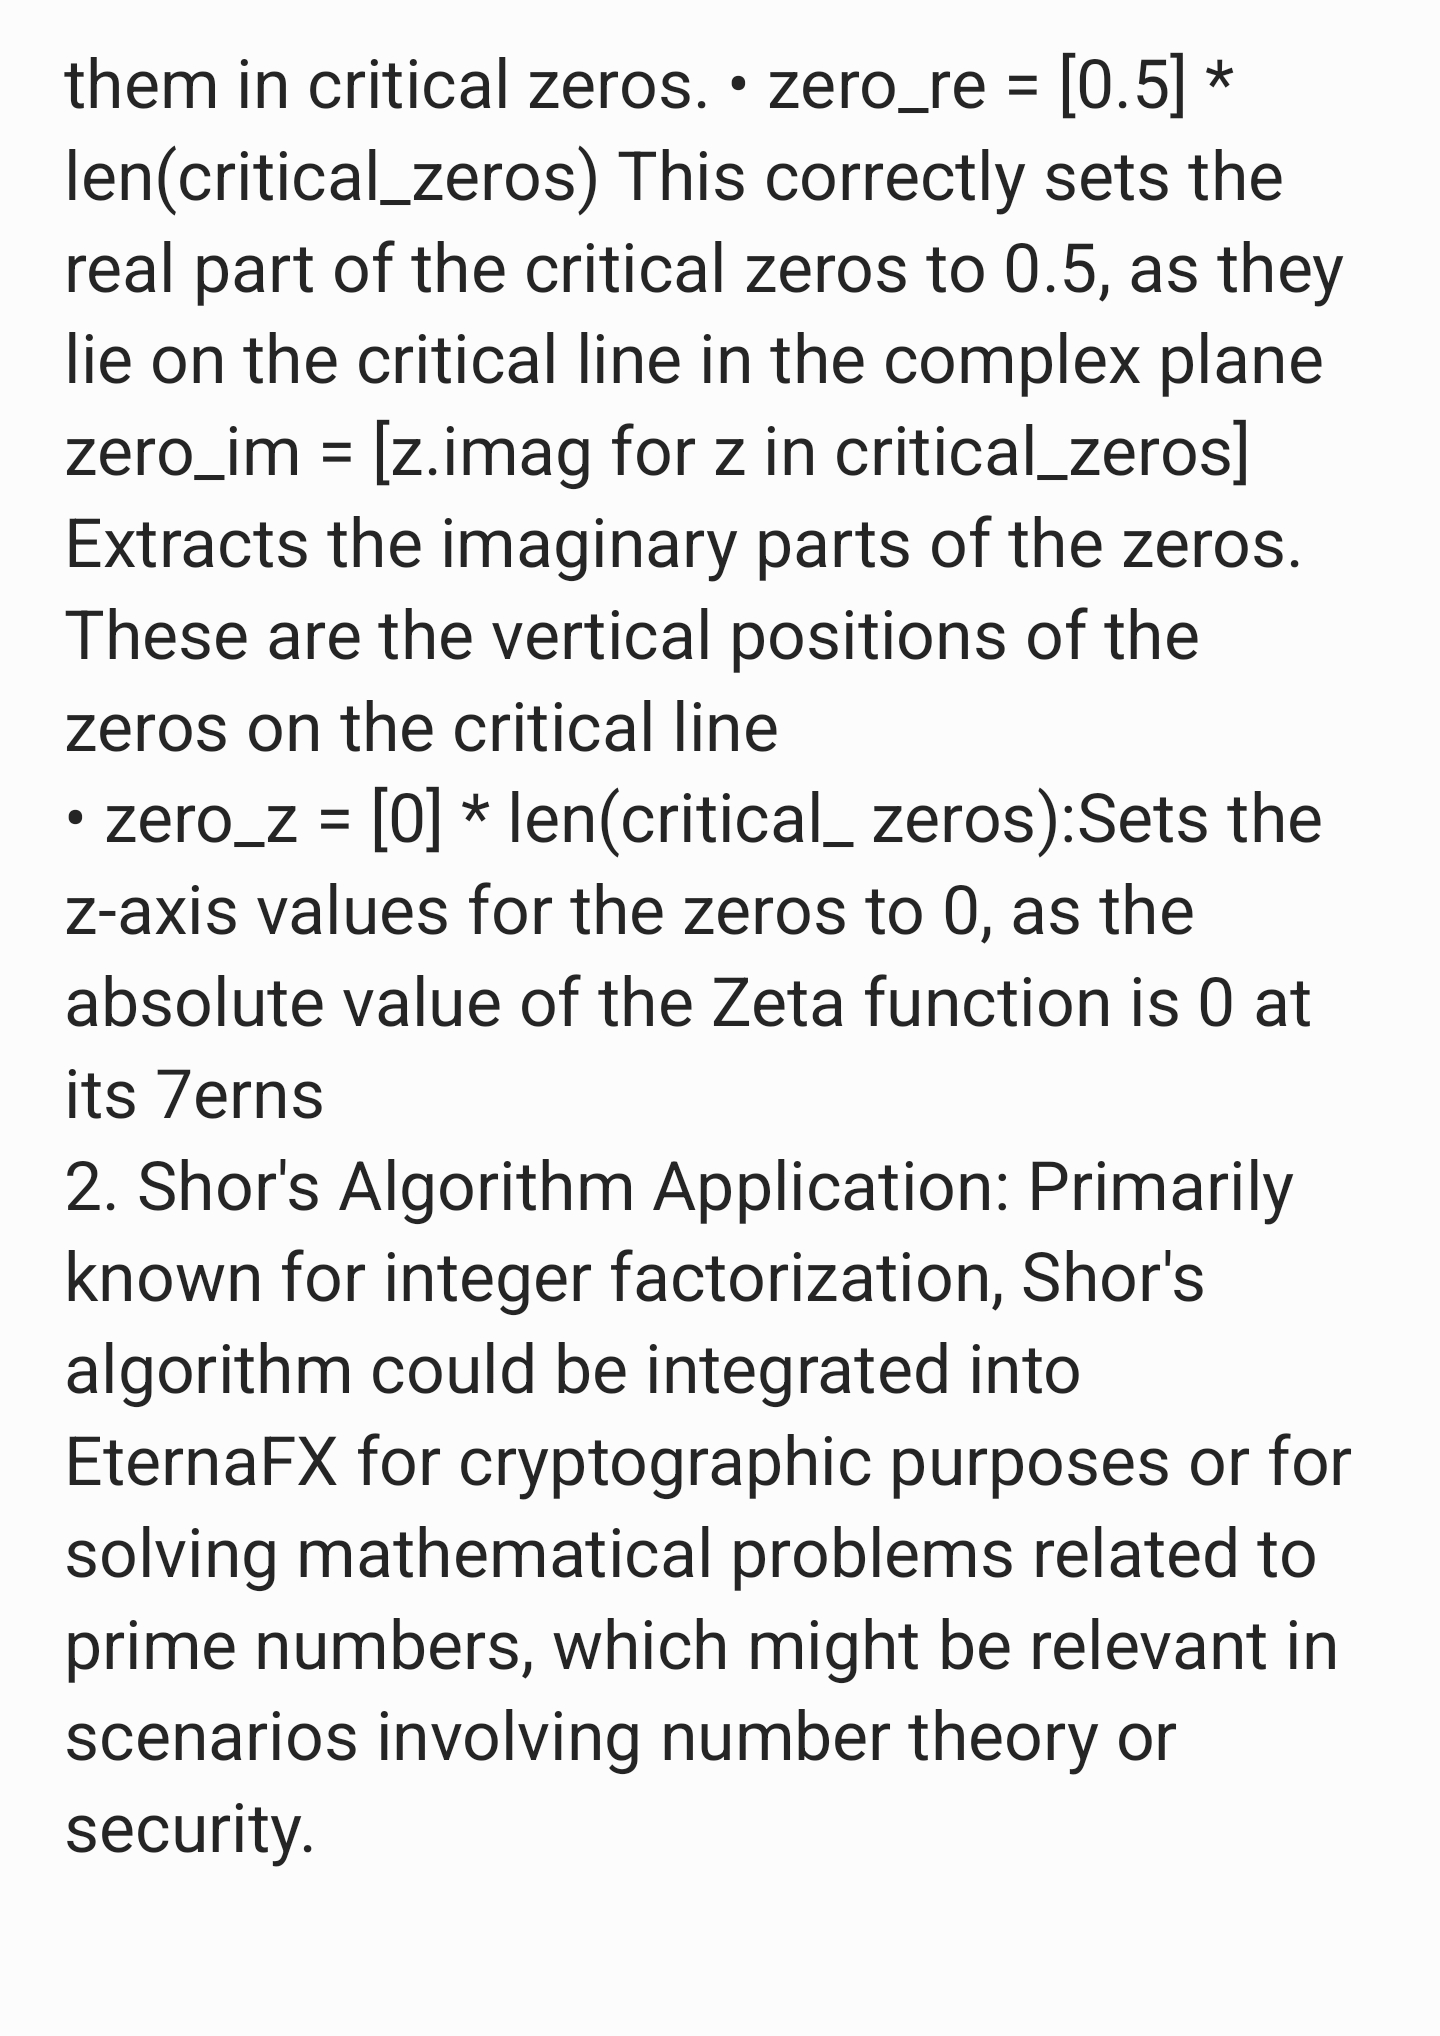 them in critical zeros. • zero_re = [0.5] *
len(critical_zeros) This correctly sets the
real part of the critical zeros to 0.5, as they
lie on the critical line in the complex plane
zero_im = [z.imag for z in critical_zeros]
Extracts the imaginary parts of the zeros.
These are the vertical positions of the
zeros on the critical line
• zero_z = [0] * len(critical_ zeros):Sets the
z-axis values for the zeros to 0, as the
absolute value of the Zeta function is 0 at
its 7erns
2. Shor's Algorithm Application: Primarily
known for integer factorization, Shor's
algorithm could be integrated into
EternaFX for cryptographic purposes or for
solving mathematical problems related to
prime numbers, which might be relevant in
scenarios involving number theory or
security.